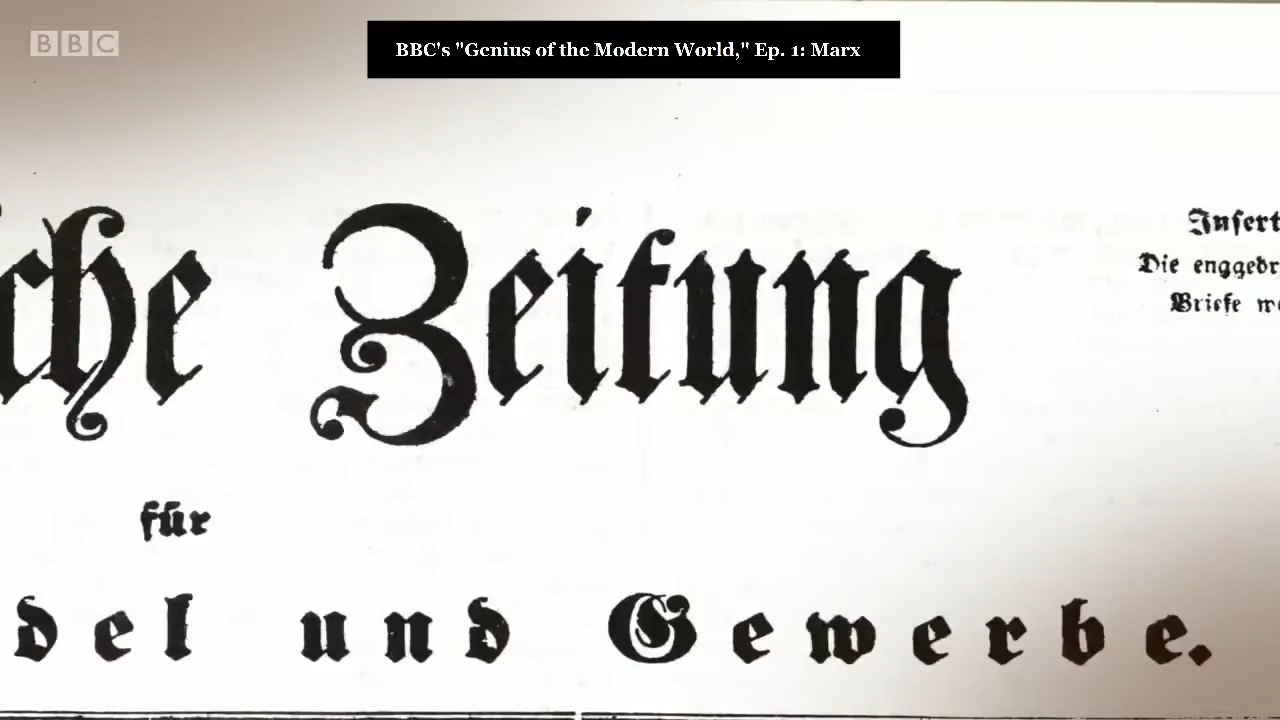 BBC
BBC's "Genius of the Modern World," Ep. 1: Marx
che Zeitung
Insert
Die enggedr
Briefe
für
del und Gewerbe.